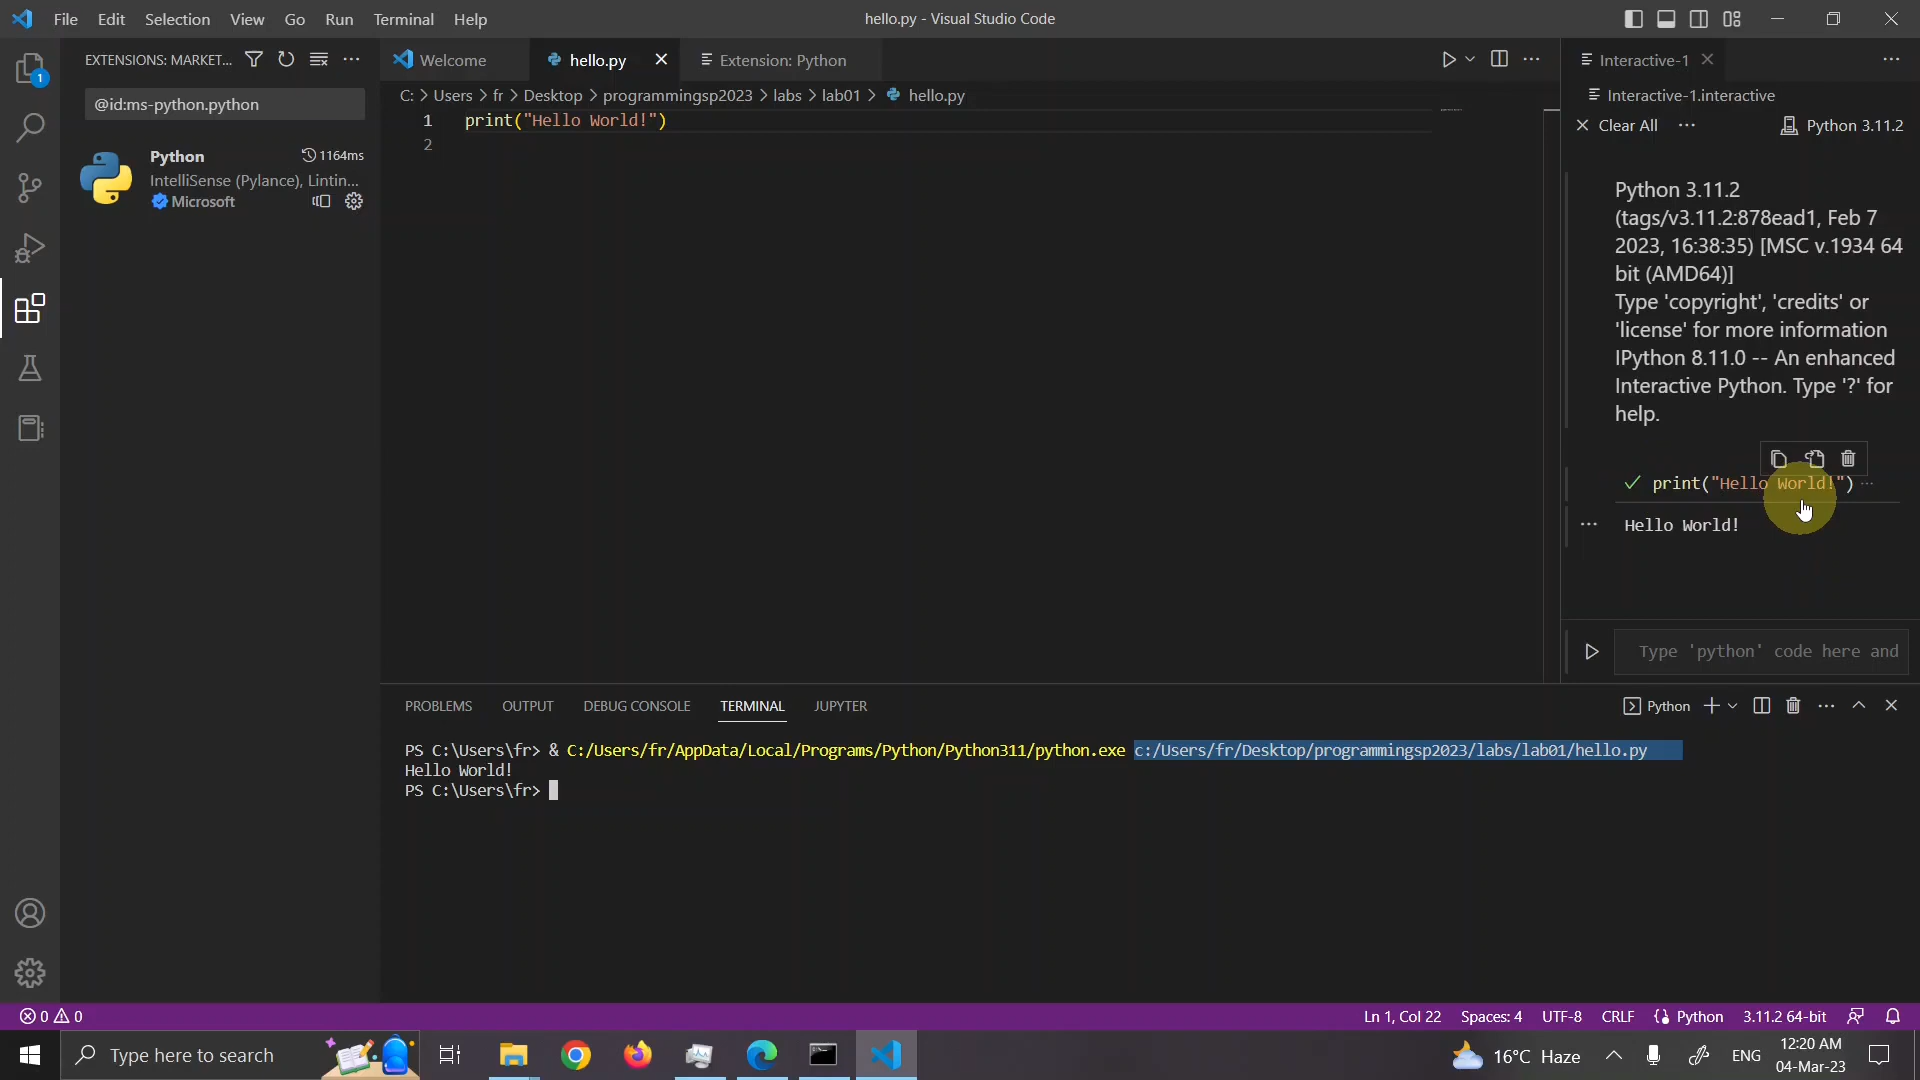 File Edit Selection View Go Run Terminal Help
hello.py - Visual Studio Code
EXTENSIONS: MARKET...
1
@id:ms-python.python
Python
1164ms
IntelliSense (Pylance), Lintin...
Microsoft
Welcome
hello.py
Extension: Python
C: > Users > fr > Desktop > programmingsp2023 > labs > lab01 > hello.py
1 print("Hello World!")
2
Interactive-1
Interactive-1.interactive
Clear All
Python 3.11.2
Python 3.11.2
(tags/v3.11.2:878ead1, Feb 7
2023, 16:38:35) [MSC v.1934 64
bit (AMD64)]
Type 'copyright', 'credits' or
'license' for more information
IPython 8.11.0 -- An enhanced
Interactive Python. Type '?' for
help.
print("Hello World!") ...
Hello World!
Type 'python' code here and
PROBLEMS OUTPUT DEBUG CONSOLE TERMINAL JUPYTER
Python
PS C:\Users\fr> & C:/Users/fr/AppData/Local/Programs/Python/Python311/python.exe c:/Users/fr/Desktop/programmingsp2023/labs/lab01/hello.py
Hello World!
PS C:\Users\fr>
0 0
Ln 1, Col 22 Spaces: 4 UTF-8 CRLF Python 3.11.2 64-bit
Type here to search
16°C Haze
ENG
12:20 AM
04-Mar-23